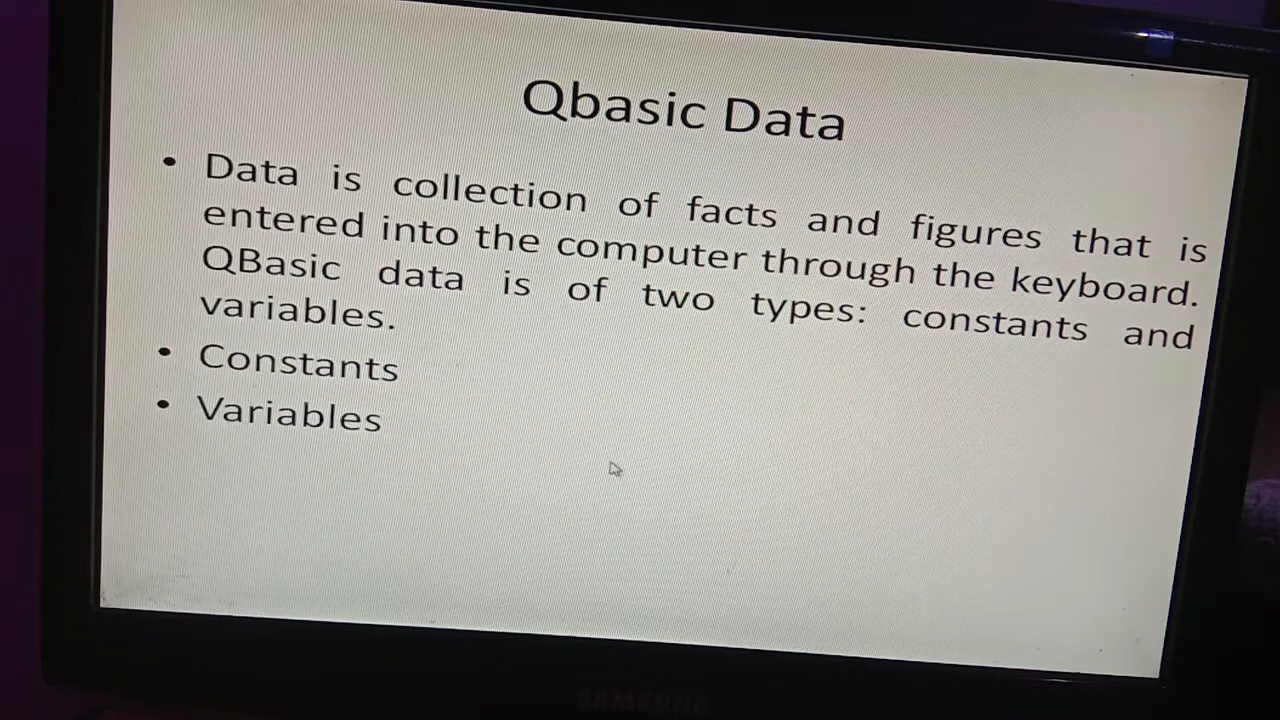 Qbasic Data
• Data is collection of facts and figures that is
entered into the computer through the keyboard.
QBasic data is of two types: constants and
variables.
• Constants
• Variables
SAMSUNG